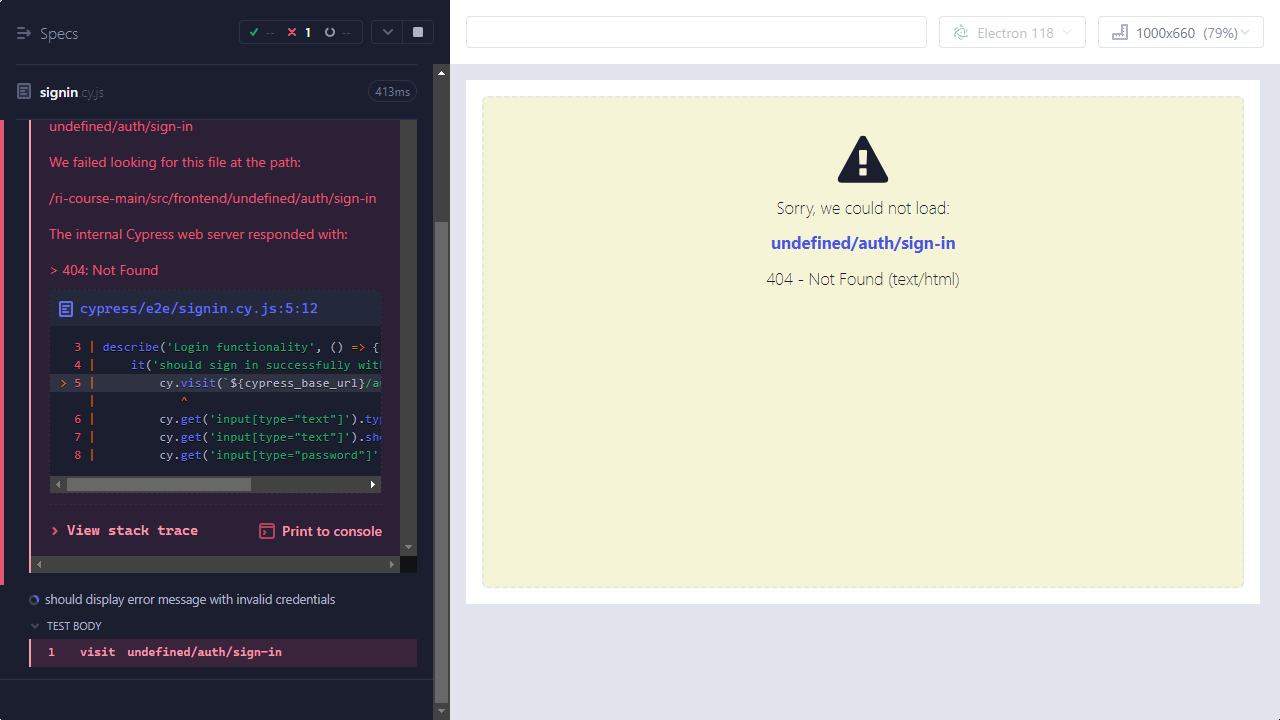 Specs
-- 1 --
signin.cy.js
413ms
undefined/auth/sign-in
We failed looking for this file at the path:
/ri-course-main/src/frontend/undefined/auth/sign-in
The internal Cypress web server responded with:
> 404: Not Found
cypress/e2e/signin.cy.js:5:12
3 | describe('Login functionality', () => {
4 | it('should sign in successfully wit
> 5 | cy.visit(`${cypress_base_url}/a
| ^
6 | cy.get('input[type="text"]').ty
7 | cy.get('input[type="text"]').sh
8 | cy.get('input[type="password"]'
View stack trace
Print to console
should display error message with invalid credentials
TEST BODY
1 visit undefined/auth/sign-in
Electron 118
1000x660 (79%)
Sorry, we could not load:
undefined/auth/sign-in
404 - Not Found (text/html)